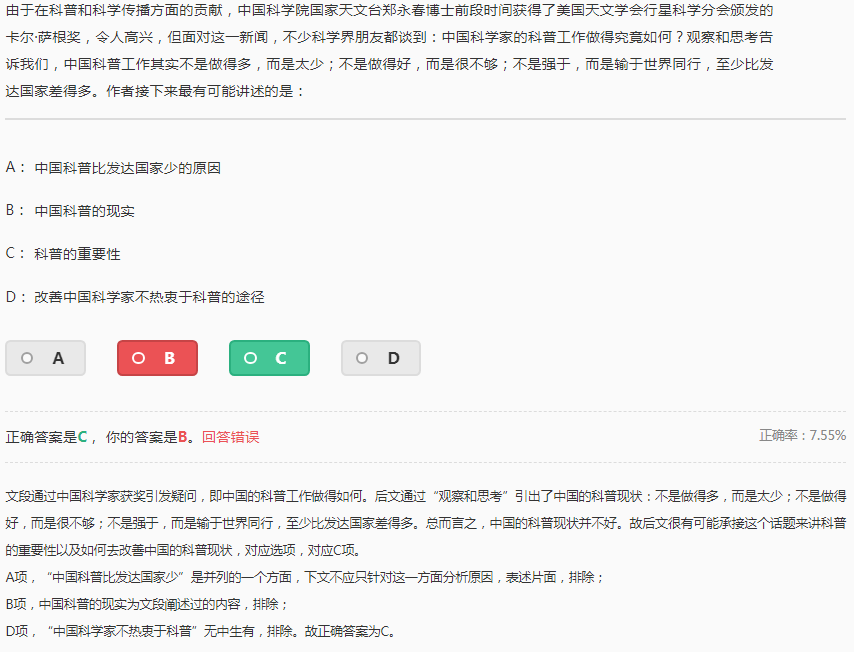 由于在科普和科学传播方面的贡献，中国科学院国家天文台郑永春博士前段时间获得了美国天文学会行星科学分会颁发的
卡尔·萨根奖，令人高兴，但面对这一新闻，不少科学界朋友都谈到：中国科学家的科普工作做得究竟如何？观察和思考告
诉我们，中国科普工作其实不是做得多，而是太少；不是做得好，而是很不够；不是强于，而是输于世界同行，至少比发
达国家差得多。作者接下来最有可能讲述的是：
A： 中国科普比发达国家少的原因
B： 中国科普的现实
C： 科普的重要性
D： 改善中国科学家不热衷于科普的途径
A B C D
正确答案是C， 你的答案是B。回答错误 正确率：7.55%
文段通过中国科学家获奖引发疑问，即中国的科普工作做得如何。后文通过“观察和思考”引出了中国的科普现状：不是做得多，而是太少；不是做得
好，而是很不够；不是强于，而是输于世界同行，至少比发达国家差得多。总而言之，中国的科普现状并不好。故后文很有可能承接这个话题来讲科普
的重要性以及如何去改善中国的科普现状，对应选项，对应C项。
A项，“中国科普比发达国家少”是并列的一个方面，下文不应只针对这一方面分析原因，表述片面，排除；
B项，中国科普的现实为文段阐述过的内容，排除；
D项，“中国科学家不热衷于科普”无中生有，排除。故正确答案为C。